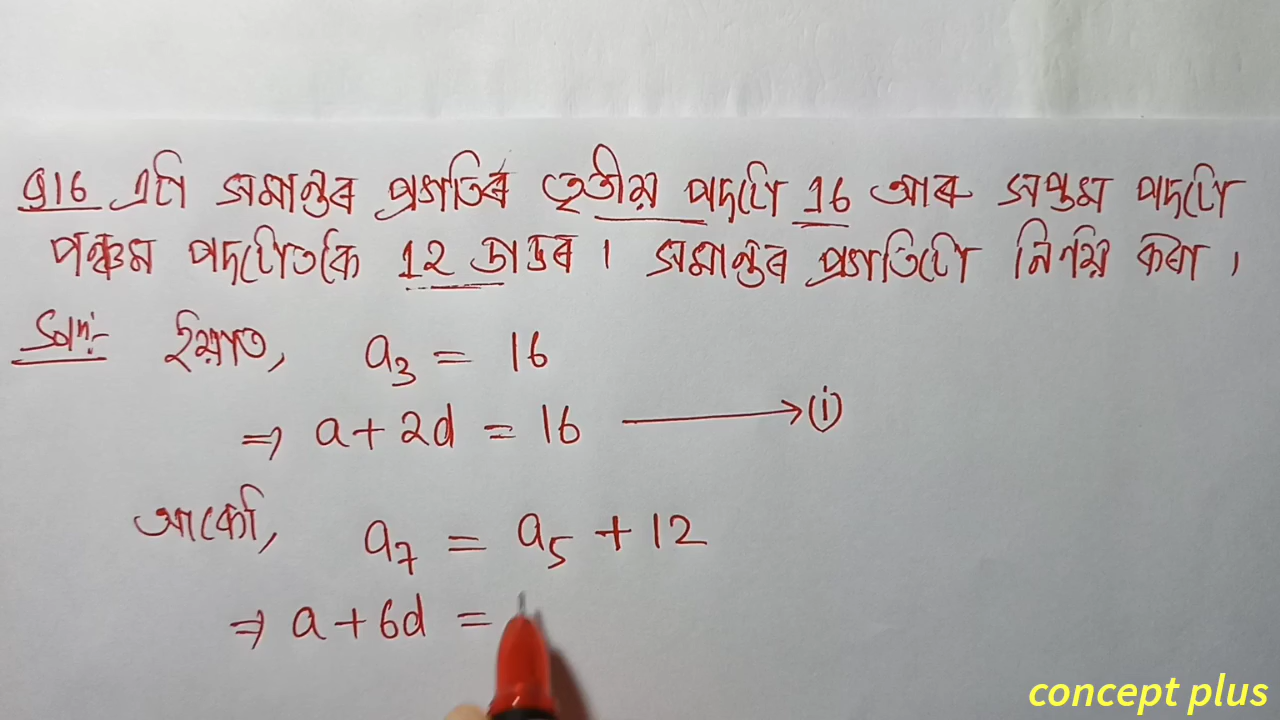 Q16 এটা সমান্তৰ প্ৰগতিৰ তৃতীয় পদটো 16 আৰু সপ্তম পদটো
পঞ্চম পদটোতকৈ 12 ডাঙৰ । সমান্তৰ প্ৰগতিটো নিৰ্ণয় কৰা ।
ইয়াত, a₃ = 16
⇒ a + 2d = 16 ⟶ (i)
আকৌ, a₇ = a₅ + 12
⇒ a + 6d =
concept plus